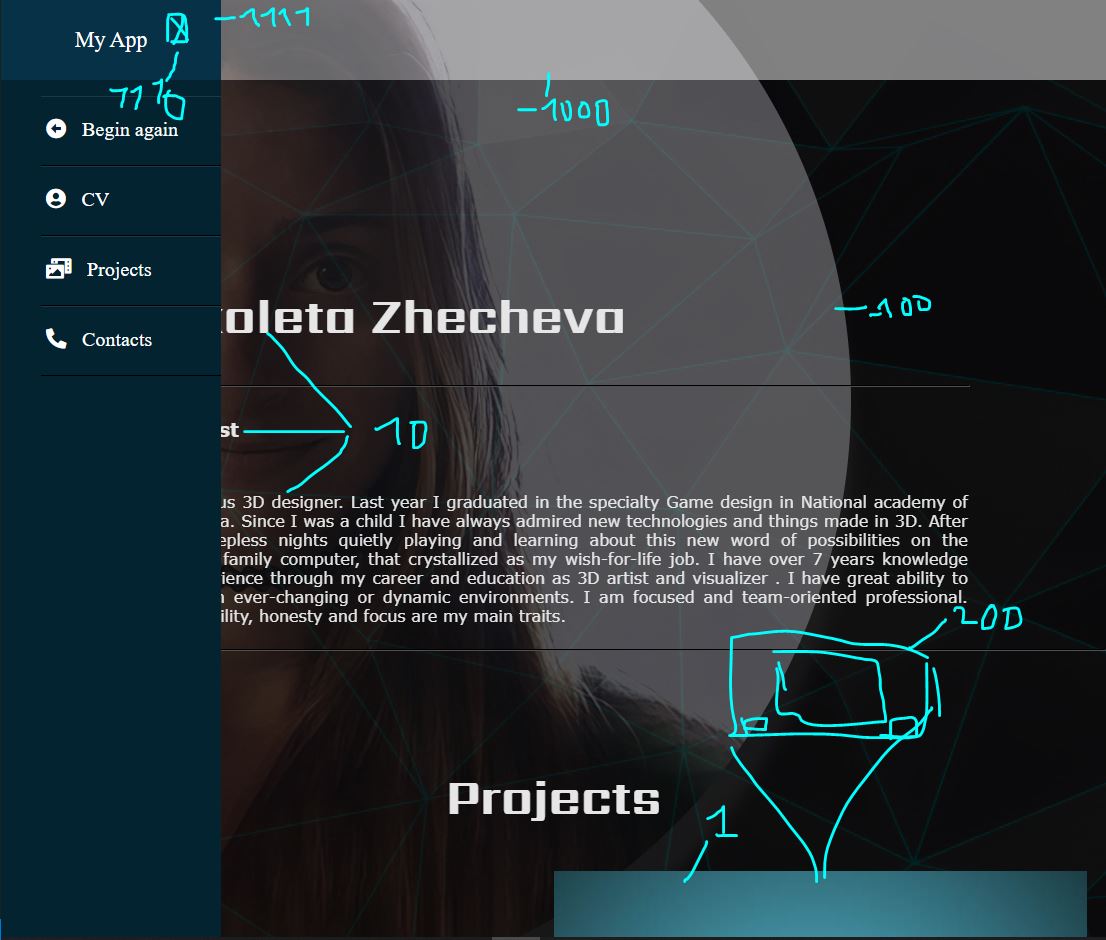 My App
-1111
1110
-1000
Begin again
CV
Projects
Contacts
oleta Zhecheva
-100
st
10
us 3D designer. Last year I graduated in the specialty Game design in National academy of
a. Since I was a child I have always admired new technologies and things made in 3D. After
epless nights quietly playing and learning about this new word of possibilities on the
family computer, that crystallized as my wish-for-life job. I have over 7 years knowledge
rience through my career and education as 3D artist and visualizer . I have great ability to
ever-changing or dynamic environments. I am focused and team-oriented professional.
ility, honesty and focus are my main traits.
200
Projects
1